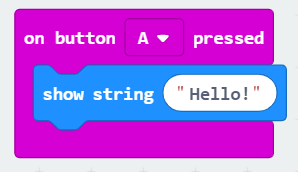 on button A pressed
show string "Hello!"